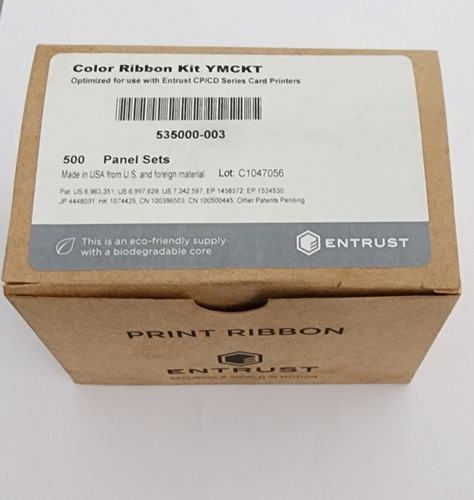 Color Ribbon Kit YMCKT
Optimized for use with Entrust CP/CD Series Card Printers
535000-003
500 Panel Sets
Made in USA from U.S. and foreign material Lot: C1047056
Pat. US 6,963,351; US 6,997,629; US 7,342,597, EP 1458572; EP 1534530
JP 4448091; HK 1074425, CN 100396503, CN 100500445, Other Patents Pending
This is an eco-friendly supply
with a biodegradable core
ENTRUST
PRINT RIBBON
ENTRUST
SECURING A WORLD IN MOTION